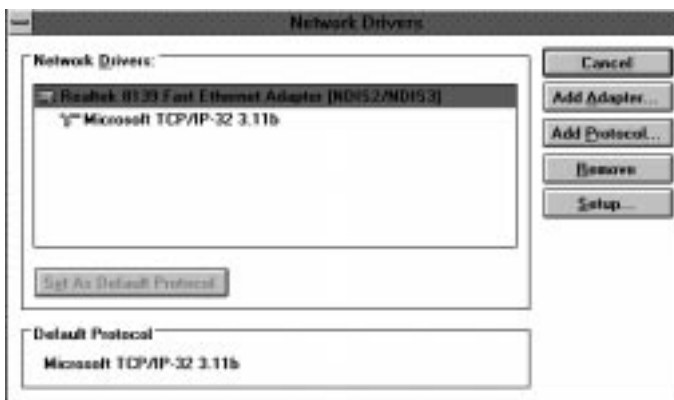 Network Drivers
Network Drivers:
Realtek 8139 Fast Ethernet Adapter [NDIS2/NDIS3]
Microsoft TCP/IP-32 3.11b
Set As Default Protocol
Default Protocol
Microsoft TCP/IP-32 3.11b
Cancel
Add Adapter...
Add Protocol...
Remove
Setup...